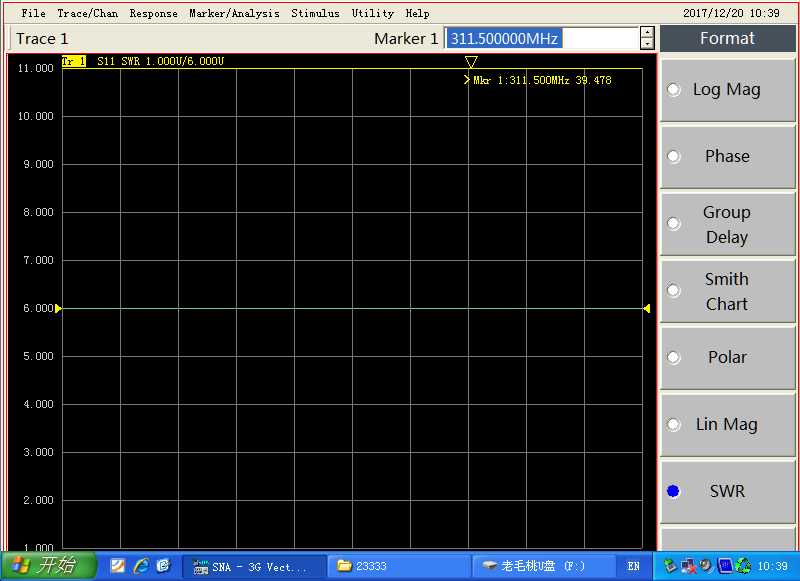 File Trace/Chan Response Marker/Analysis Stimulus Utility Help 2017/12/20 10:39
Trace 1 Marker 1 311.500000MHz Format
Tr 1 S11 SWR 1.000U/6.000U
>Mkr 1:311.500MHz 39.478
11.000
10.000
9.000
8.000
7.000
6.000
5.000
4.000
3.000
2.000
1.000
Log Mag
Phase
Group
Delay
Smith
Chart
Polar
Lin Mag
SWR
开始 SNA - 3G Vect... 23333 老毛桃U盘 (F:) EN 10:39